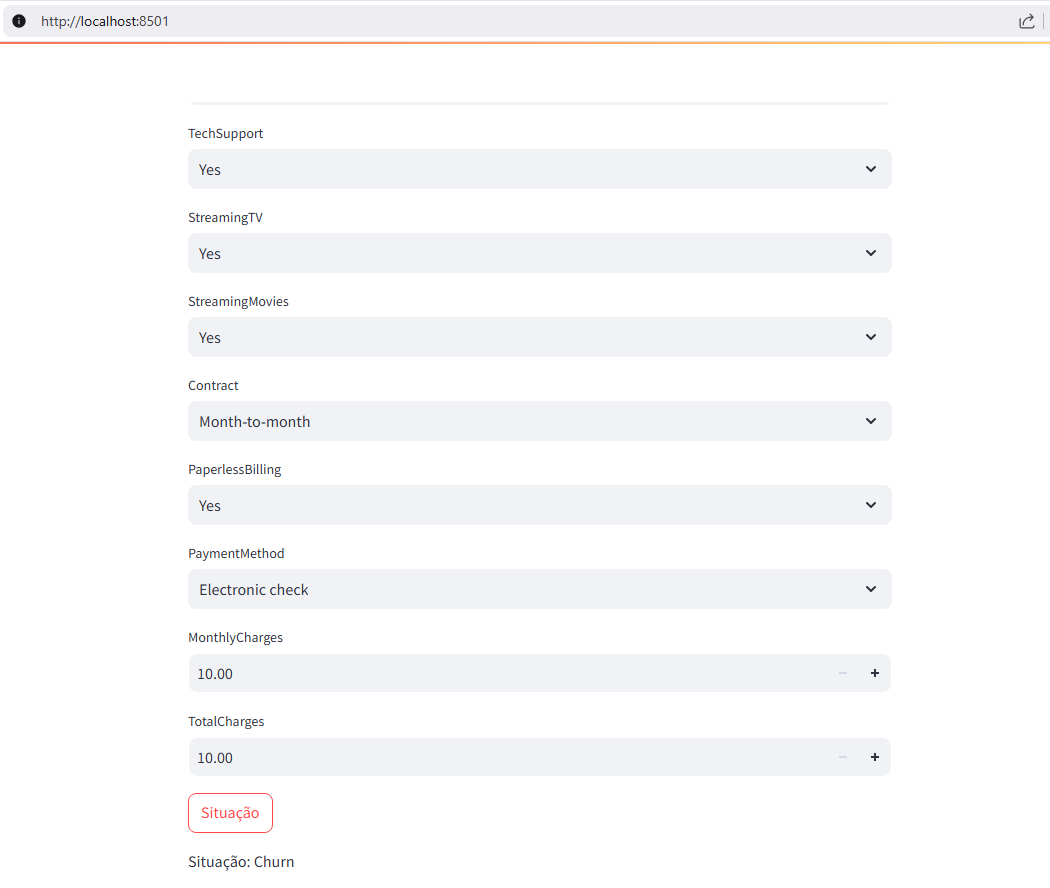 http://localhost:8501
TechSupport
Yes
StreamingTV
Yes
StreamingMovies
Yes
Contract
Month-to-month
PaperlessBilling
Yes
PaymentMethod
Electronic check
MonthlyCharges
10.00
TotalCharges
10.00
Situação
Situação: Churn